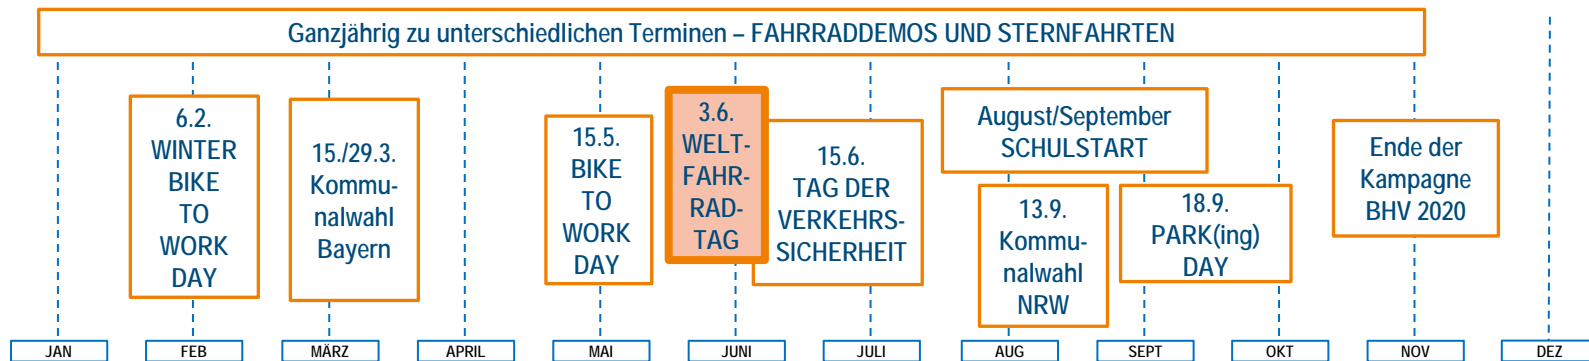 Ganzjährig zu unterschiedlichen Terminen – FAHRRADDEMOS UND STERNFAHRTEN
6.2.
WINTER
BIKE
TO
WORK
DAY
15./29.3.
Kommu-
nalwahl
Bayern
15.5.
BIKE
TO
WORK
DAY
3.6.
WELT-
FAHR-
RAD-
TAG
15.6.
TAG DER
VERKEHRS-
SICHERHEIT
August/September
SCHULSTART
13.9.
Kommu-
nalwahl
NRW
18.9.
PARK(ing)
DAY
Ende der
Kampagne
BHV 2020
JAN
FEB
MÄRZ
APRIL
MAI
JUNI
JULI
AUG
SEPT
OKT
NOV
DEZ